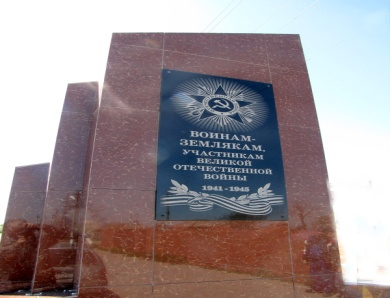 ВОИНАМ-
ЗЕМЛЯКАМ,
УЧАСТНИКАМ
ВЕЛИКОЙ
ОТЕЧЕСТВЕННОЙ
ВОЙНЫ
1941-1945